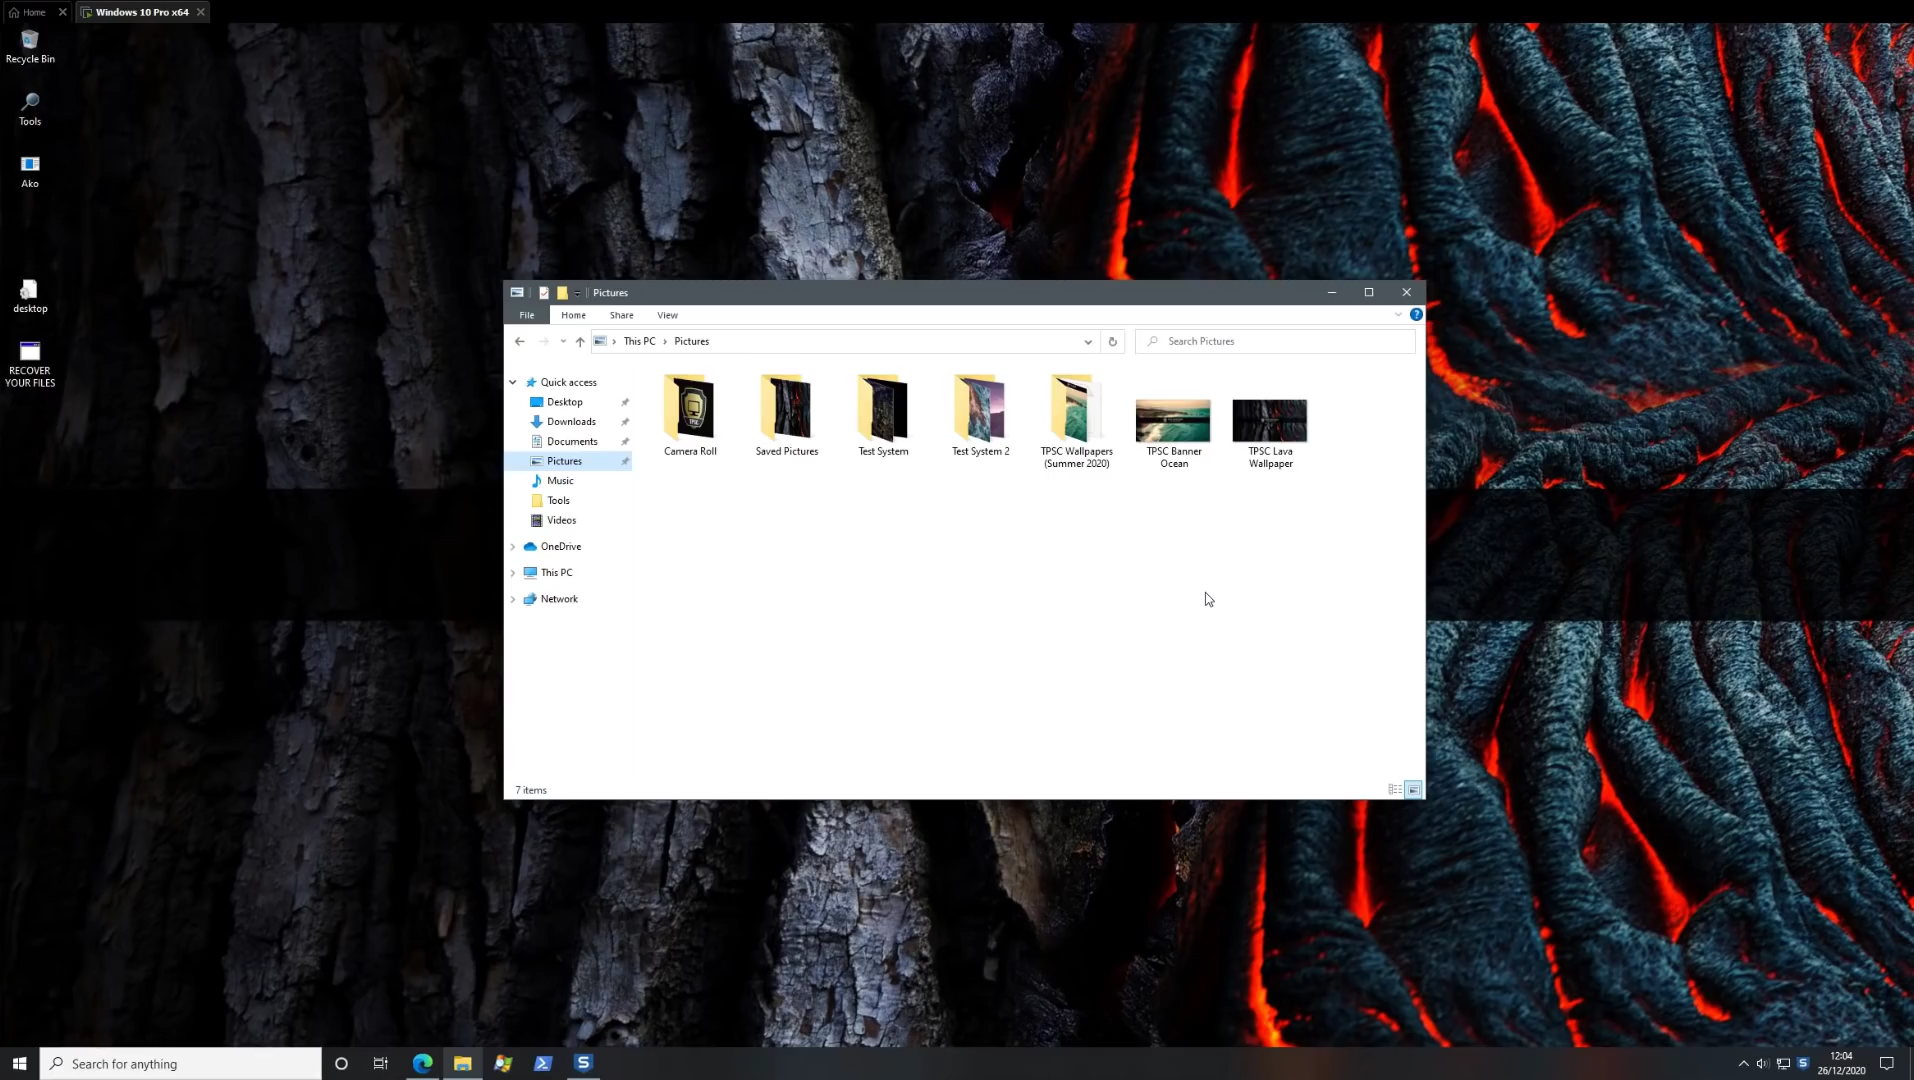 Home
Windows 10 Pro x64
Recycle Bin
Tools
Ako
desktop
RECOVER
YOUR FILES
Pictures
File
Home
Share
View
This PC
Pictures
Search Pictures
Quick access
Desktop
Downloads
Documents
Pictures
Music
Tools
Videos
OneDrive
This PC
Network
Camera Roll
Saved Pictures
Test System
Test System 2
TPSC Wallpapers
(Summer 2020)
TPSC Banner
Ocean
TPSC Lava
Wallpaper
7 items
Search for anything
12:04
26/12/2020